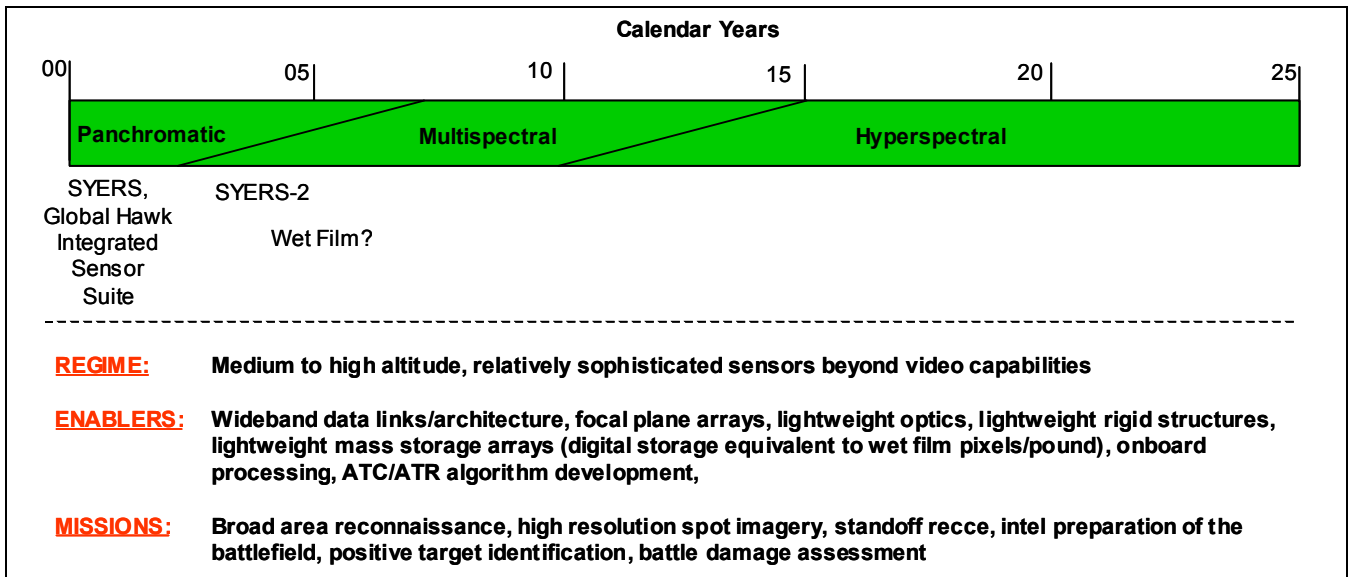 Calendar Years
00 05 10 15 20 25
Panchromatic Multispectral Hyperspectral
SYERS,
Global Hawk
Integrated
Sensor
Suite
SYERS-2
Wet Film?
REGIME: Medium to high altitude, relatively sophisticated sensors beyond video capabilities
ENABLERS: Wideband data links/architecture, focal plane arrays, lightweight optics, lightweight rigid structures,
lightweight mass storage arrays (digital storage equivalent to wet film pixels/pound), onboard
processing, ATC/ATR algorithm development,
MISSIONS: Broad area reconnaissance, high resolution spot imagery, standoff recce, intel preparation of the
battlefield, positive target identification, battle damage assessment